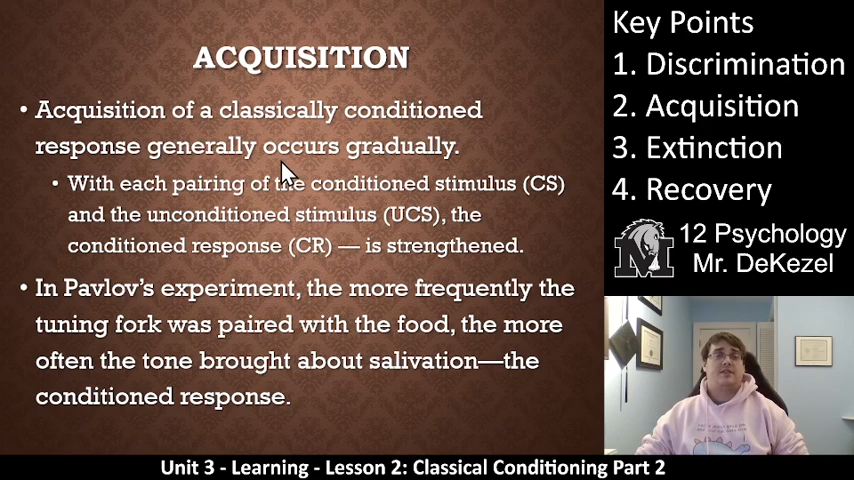 ACQUISITION
• Acquisition of a classically conditioned
response generally occurs gradually.
• With each pairing of the conditioned stimulus (CS)
and the unconditioned stimulus (UCS), the
conditioned response (CR) — is strengthened.
• In Pavlov's experiment, the more frequently the
tuning fork was paired with the food, the more
often the tone brought about salivation—the
conditioned response.
Key Points
1. Discrimination
2. Acquisition
3. Extinction
4. Recovery
M
12 Psychology
Mr. DeKezel
Unit 3 - Learning - Lesson 2: Classical Conditioning Part 2